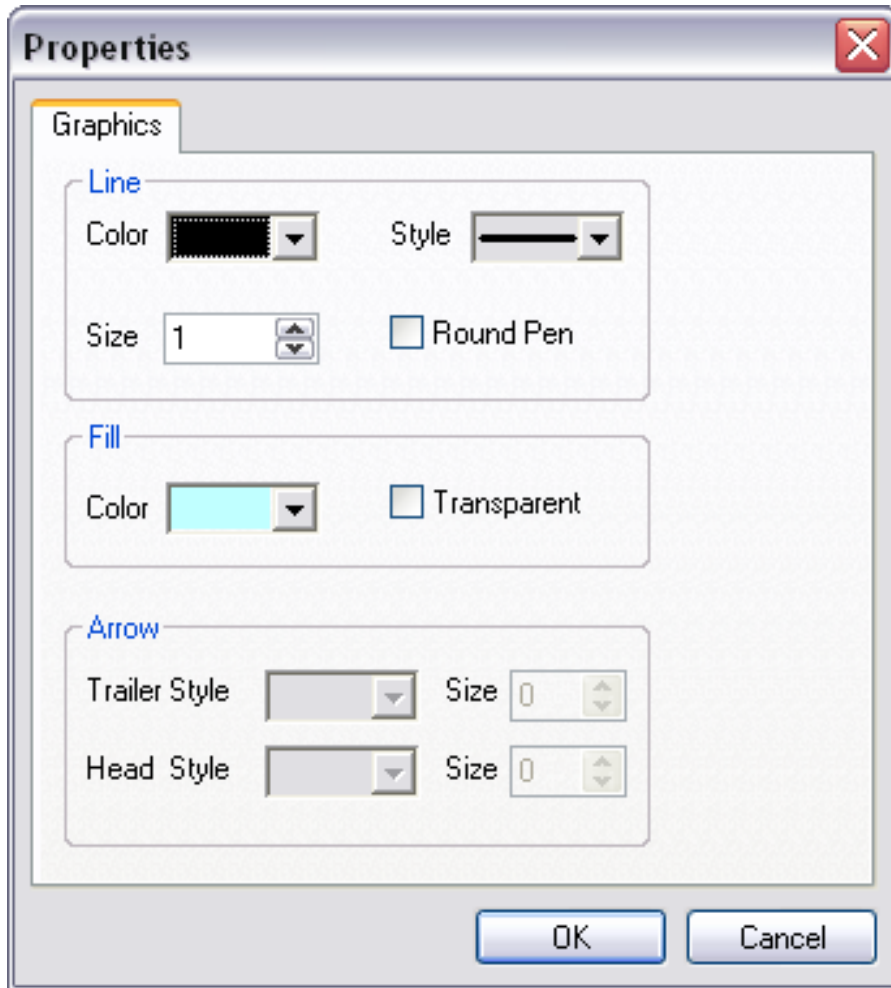 Properties
Graphics
Line
Color Style
Size 1 Round Pen
Fill
Color Transparent
Arrow
Trailer Style Size 0
Head Style Size 0
OK Cancel